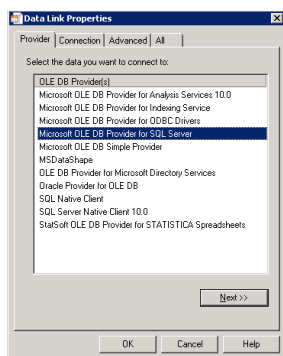 Data Link Properties
Provider Connection Advanced All
Select the data you want to connect to:
OLE DB Provider(s)
Microsoft OLE DB Provider for Analysis Services 10.0
Microsoft OLE DB Provider for Indexing Service
Microsoft OLE DB Provider for ODBC Drivers
Microsoft OLE DB Provider for SQL Server
Microsoft OLE DB Simple Provider
MSDataShape
OLE DB Provider for Microsoft Directory Services
Oracle Provider for OLE DB
SQL Native Client
SQL Server Native Client 10.0
StatSoft OLE DB Provider for STATISTICA Spreadsheets
Next >>
OK Cancel Help